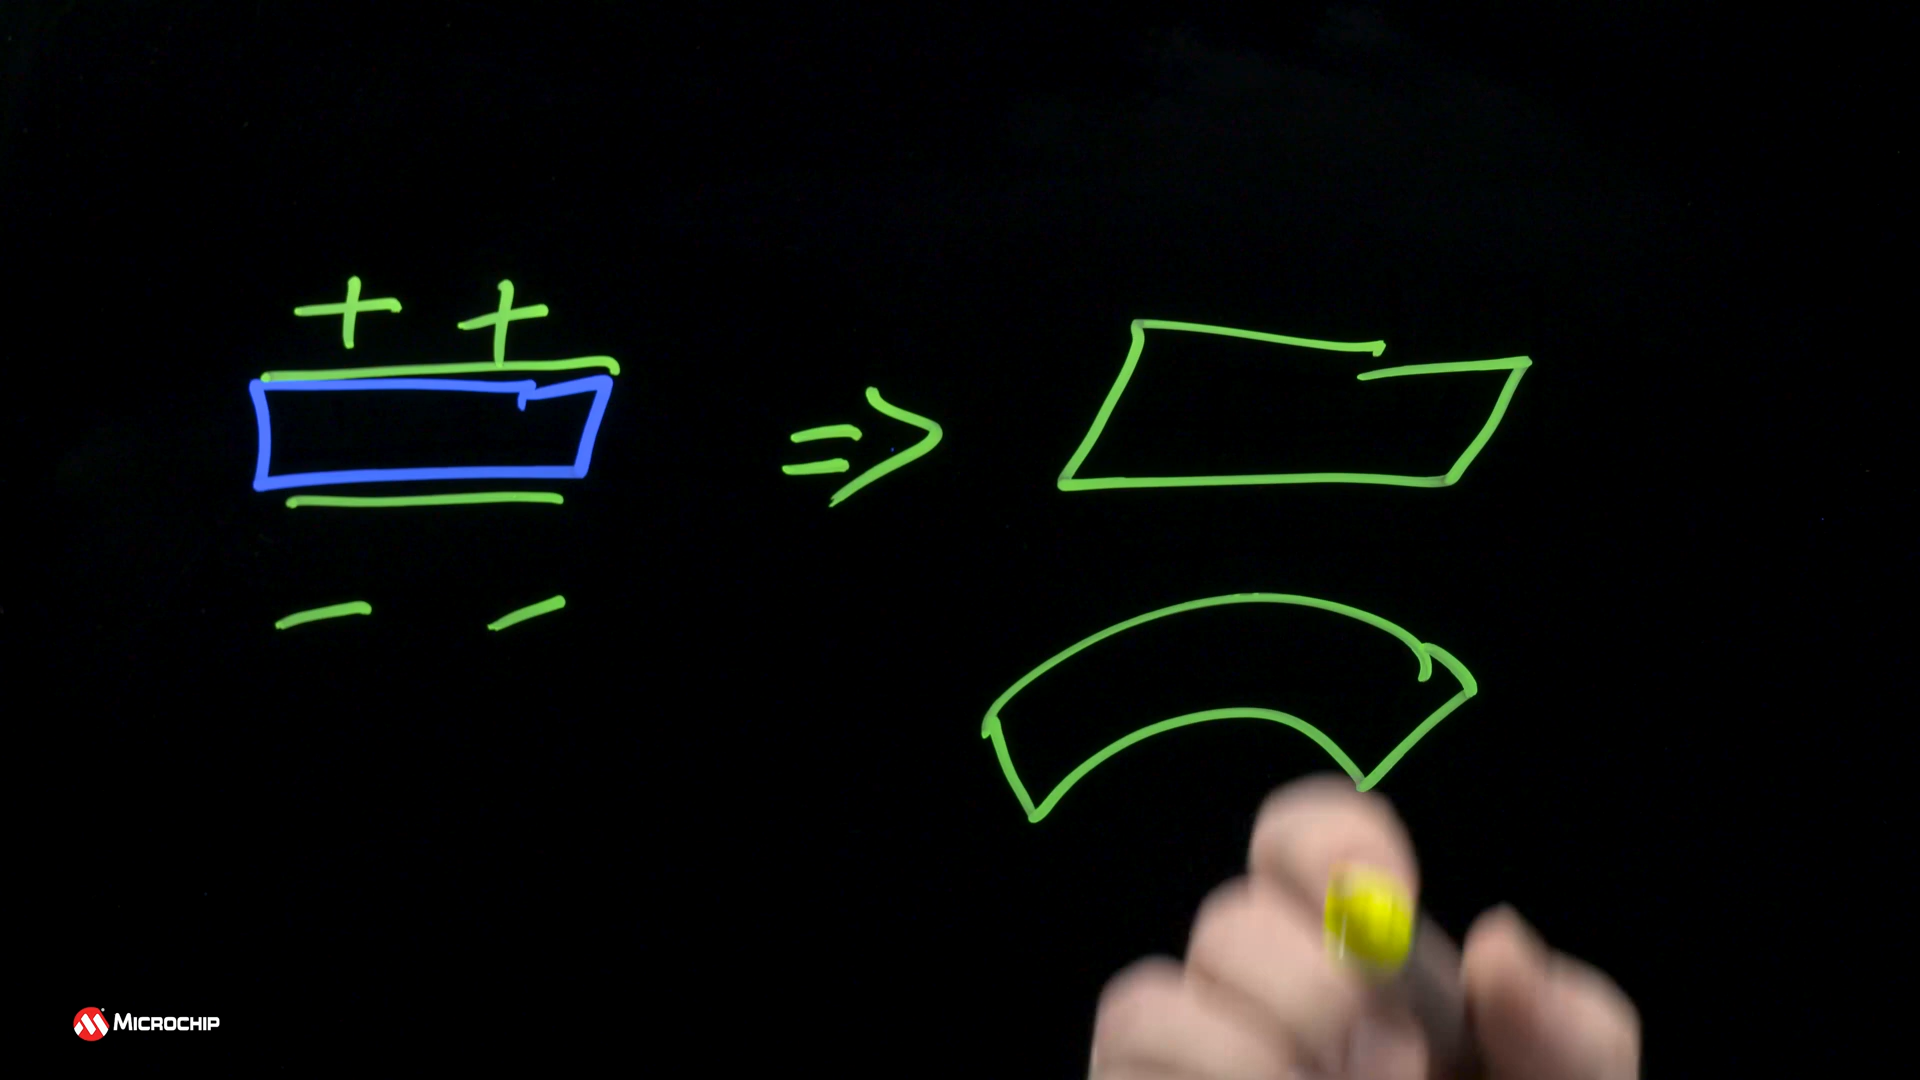 + +
=>
- -
MICROCHIP